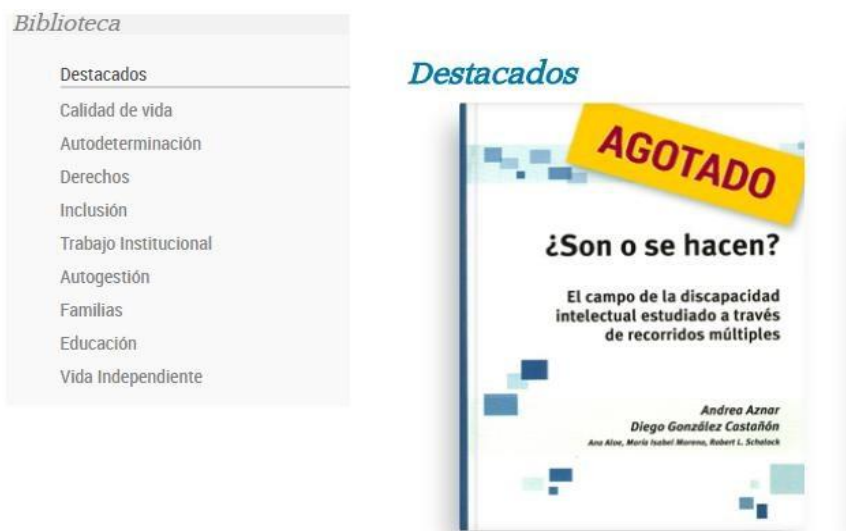 Biblioteca
Destacados
Calidad de vida
Autodeterminación
Derechos
Inclusión
Trabajo Institucional
Autogestión
Familias
Educación
Vida Independiente
Destacados
AGOTADO
¿Son o se hacen?
El campo de la discapacidad
intelectual estudiado a través
de recorridos múltiples
Andrea Aznar
Diego González Castañón
Ana Aloe, María Isabel Moreno, Robert L. Schalock